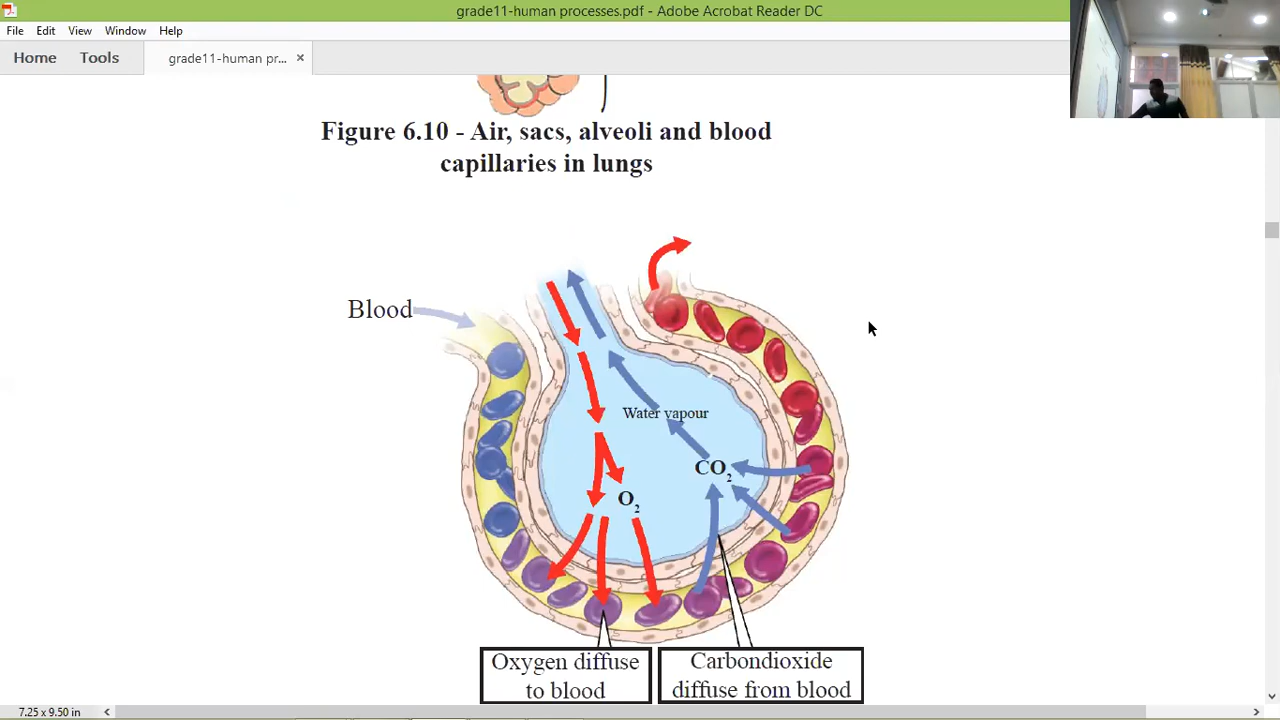 grade11-human processes.pdf - Adobe Acrobat Reader DC
File Edit View Window Help
Home Tools grade11-human pr... ×
Figure 6.10 - Air, sacs, alveoli and blood
capillaries in lungs
Blood
Water vapour
CO₂
O₂
Oxygen diffuse
to blood
Carbondioxide
diffuse from blood
7.25 x 9.50 in